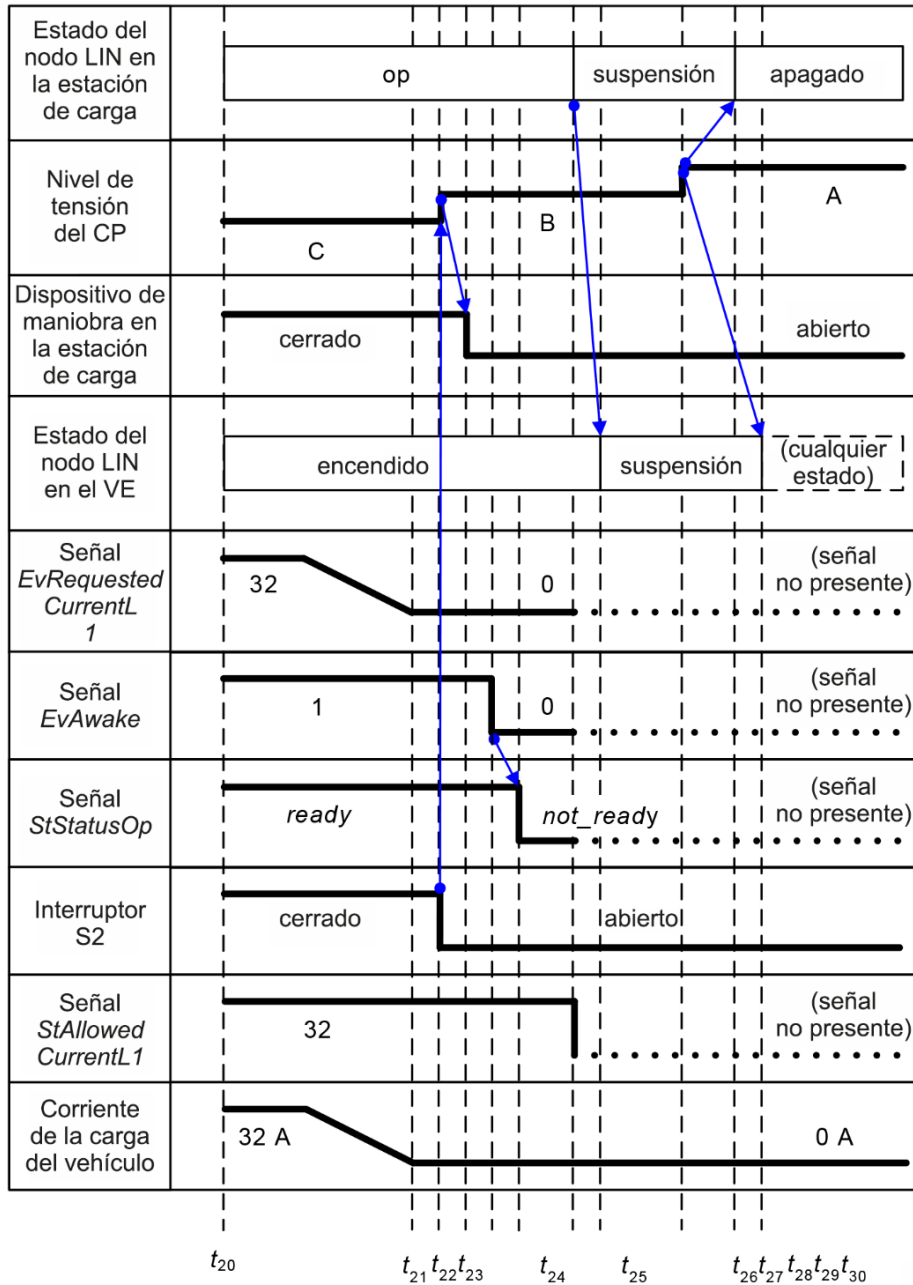 Estado del
nodo LIN en
la estación
de carga
op
suspensión
apagado
Nivel de
tensión
del CP
C
B
A
Dispositivo de
maniobra en
la estación
de carga
cerrado
abierto
Estado del
nodo LIN
en el VE
encendido
suspensión
(cualquier
estado)
Señal
EvRequested
CurrentL
1
32
0
(señal
no presente)
Señal
EvAwake
1
0
(señal
no presente)
Señal
StStatusOp
ready
not_ready
(señal
no presente)
Interruptor
S2
cerrado
abierto
Señal
StAllowed
CurrentL1
32
(señal
no presente)
Corriente
de la carga
del vehículo
32 A
0 A
t20 t21 t22 t23 t24 t25 t26 t27 t28 t29 t30